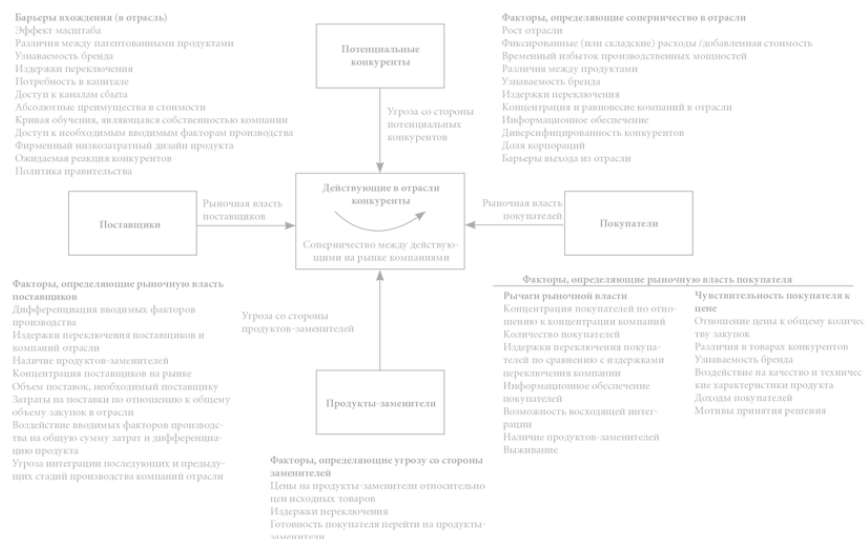 Барьеры вхождения (в отрасль)
Эффект масштаба
Различия между патентованными продуктами
Узнаваемость бренда
Издержки переключения
Потребность в капитале
Доступ к каналам сбыта
Абсолютные преимущества в стоимости
Кривая обучения, являющаяся собственностью компании
Доступ к необходимым вводимым факторам производства
Фирменный низкозатратный дизайн продукта
Ожидаемая реакция конкурентов
Политика правительства
Потенциальные
конкуренты
Факторы, определяющие соперничество в отрасли
Рост отрасли
Фиксированные (или складские) расходы /добавленная стоимость
Временный избыток производственных мощностей
Различия между продуктами
Узнаваемость бренда
Издержки переключения
Концентрация и равновесие компаний в отрасли
Информационное обеспечение
Диверсифицированность конкурентов
Доля корпораций
Барьеры выхода из отрасли
Угроза со стороны
потенциальных
конкурентов
Поставщики
Рыночная власть
поставщиков
Действующие в отрасли
конкуренты
Соперничество между действую-
щими на рынке компаниями
Рыночная власть
покупателей
Покупатели
Факторы, определяющие рыночную власть
поставщиков
Дифференциация вводимых факторов
производства
Издержки переключения поставщиков и
компаний отрасли
Наличие продуктов-заменителей
Концентрация поставщиков на рынке
Объем поставок, необходимый поставщику
Затраты на поставки по отношению к общему
объему закупок в отрасли
Воздействие вводимых факторов производс-
тва на общую сумму затрат и дифференциа-
цию продукта
Угроза интеграции последующих и предыду-
щих стадий производства компаний отрасли
Угроза со стороны
продуктов-заменителей
Продукты-заменители
Факторы, определяющие угрозу со стороны
заменителей
Цены на продукты-заменители относительно
цен исходных товаров
Издержки переключения
Готовность покупателя перейти на продукты-
заменители
Факторы, определяющие рыночную власть покупателя
Рычаги рыночной власти
Концентрация покупателей по отно-
шению к концентрации компаний
Количество покупателей
Издержки переключения покупа-
телей по сравнению с издержками
переключения компании
Информационное обеспечение
покупателей
Возможность восходящей интег-
рации
Наличие продуктов-заменителей
Выживание
Чувствительность покупателя к
цене
Отношение цены к общему количес-
тву закупок
Различия в товарах конкурентов
Узнаваемость бренда
Воздействие на качество и техничес-
кие характеристики продукта
Доходы покупателей
Мотивы принятия решения